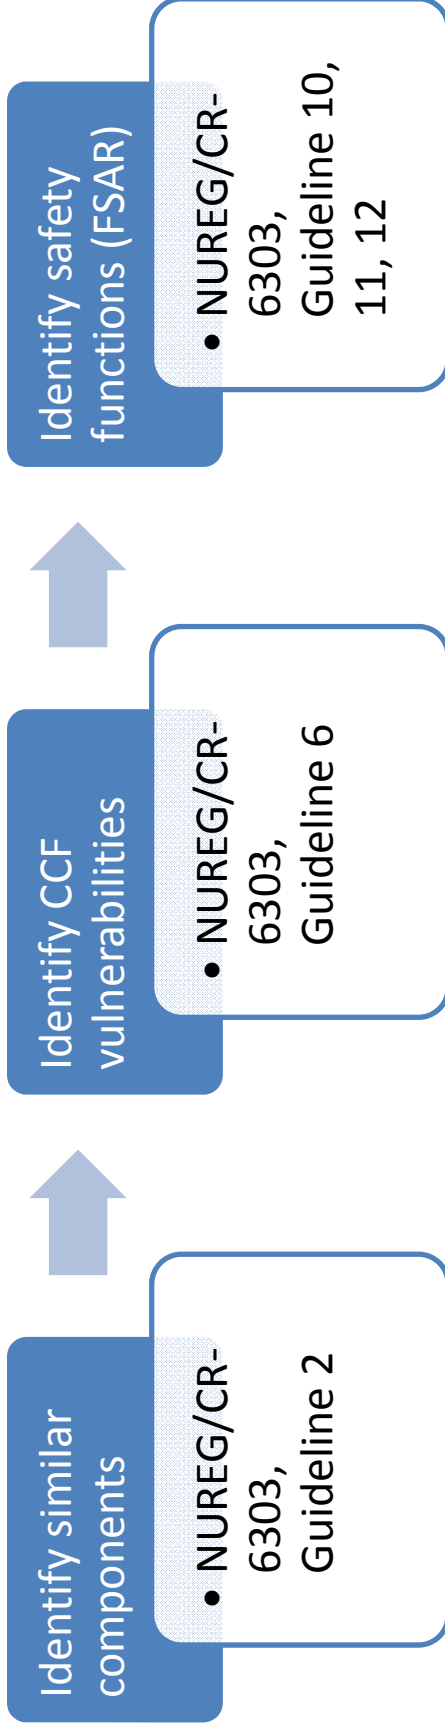 Identify similar
components
• NUREG/CR-
6303,
Guideline 2
Identify CCF
vulnerabilities
• NUREG/CR-
6303,
Guideline 6
Identify safety
functions (FSAR)
• NUREG/CR-
6303,
Guideline 10,
11, 12